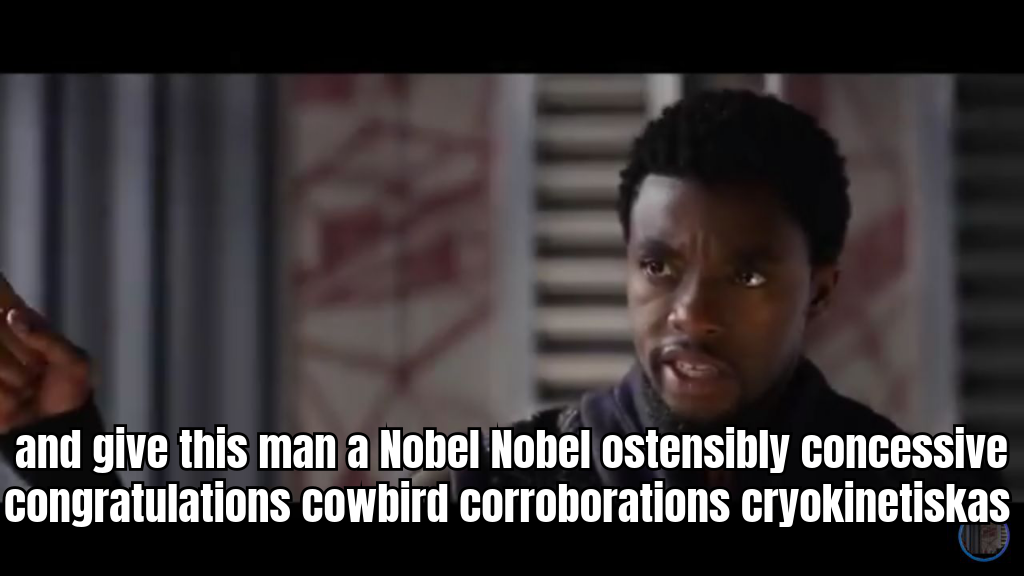 and give this man a Nobel Nobel ostensibly concessive
congratulations cowbird corroborations cryokinetiskas